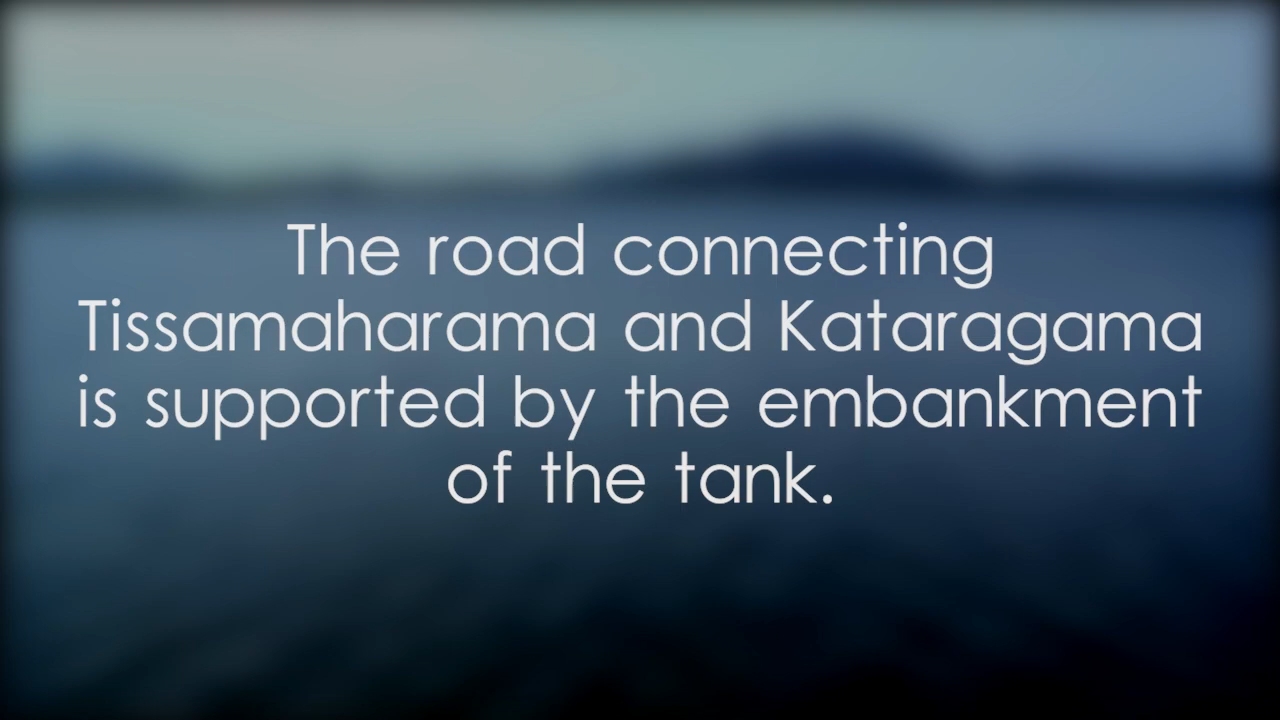 The road connecting
Tissamaharama and Kataragama
is supported by the embankment
of the tank.